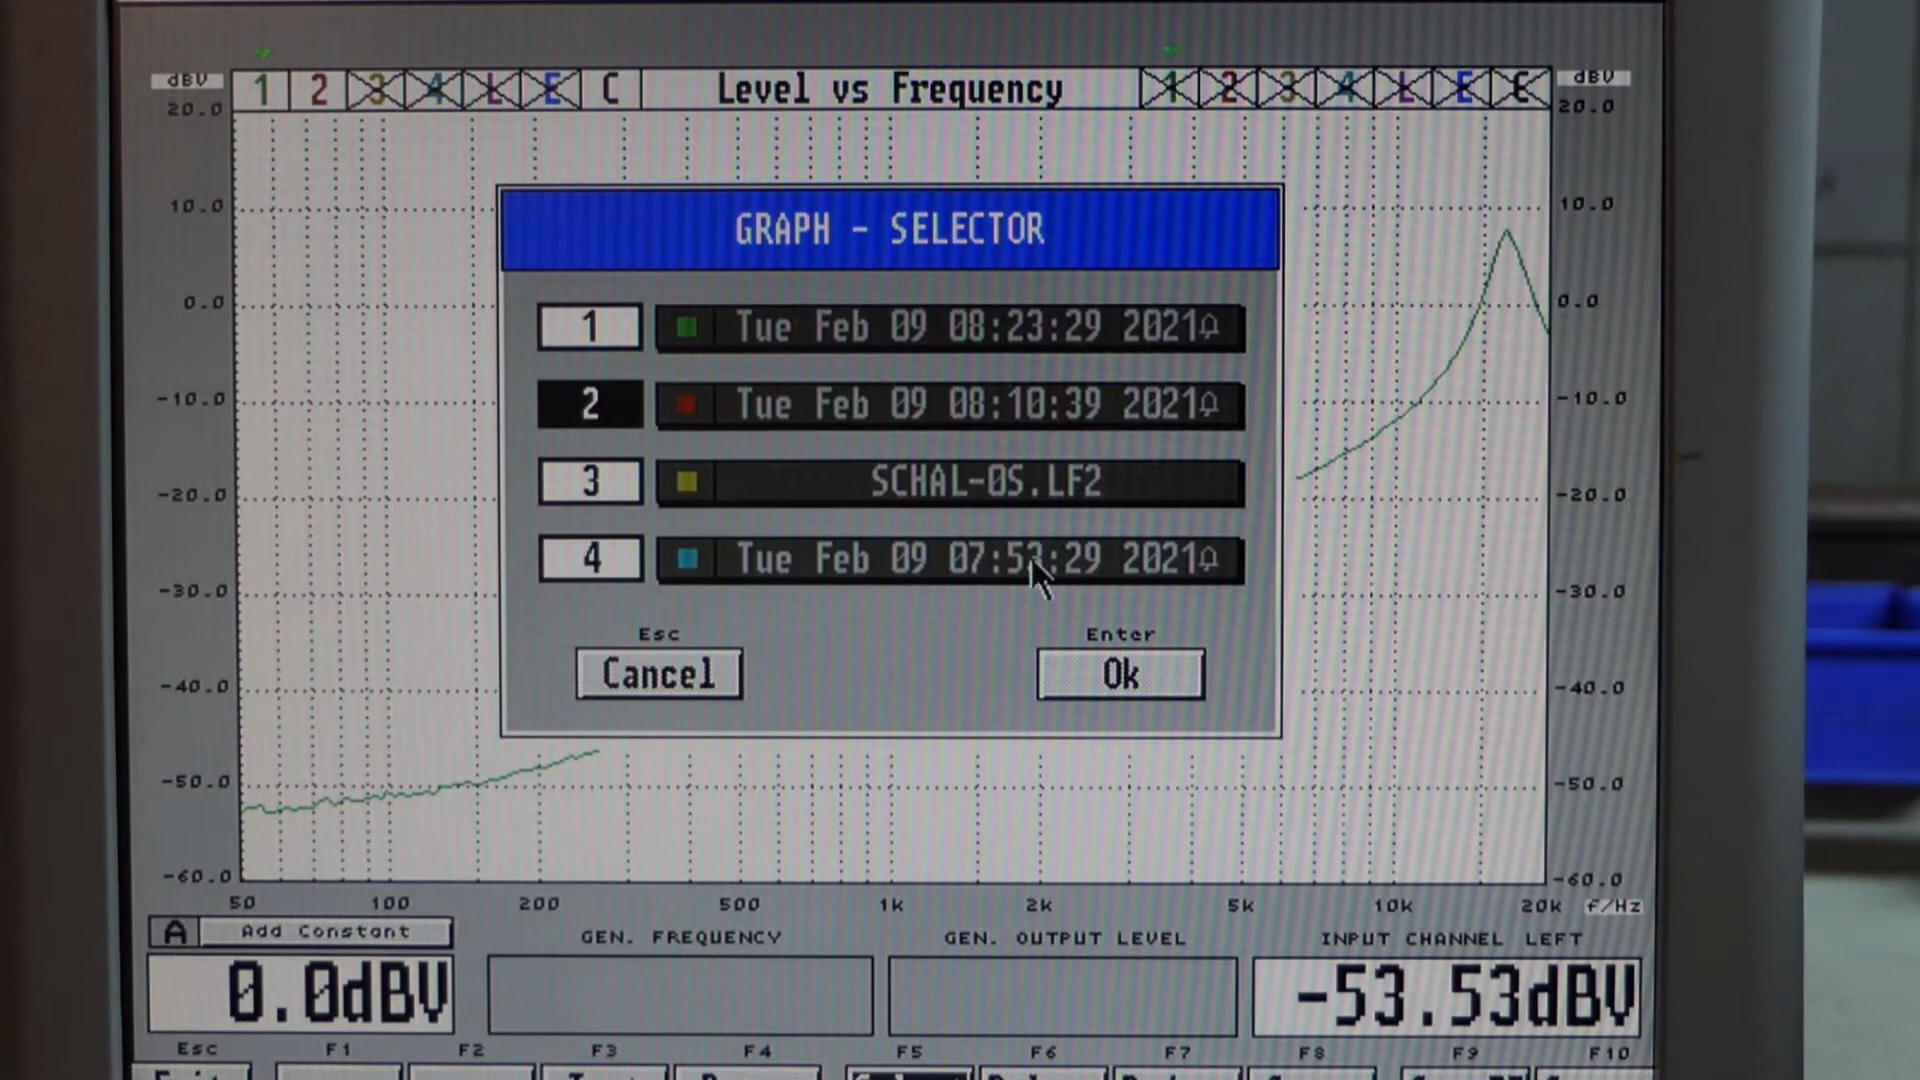 dBV 1 2 3 4 L E C Level vs Frequency 1 2 3 4 L E C dBV
20.0 20.0
10.0 10.0
0.0 0.0
-10.0 -10.0
-20.0 -20.0
-30.0 -30.0
-40.0 -40.0
-50.0 -50.0
-60.0 -60.0
GRAPH - SELECTOR
1 Tue Feb 09 08:23:29 2021
2 Tue Feb 09 08:10:39 2021
3 SCHAL-0S.LF2
4 Tue Feb 09 07:53:29 2021
Esc Enter
Cancel Ok
50 100 200 500 1k 2k 5k 10k 20k f/Hz
A Add Constant GEN. FREQUENCY GEN. OUTPUT LEVEL INPUT CHANNEL LEFT
0.0dBV -53.53dBV
Esc F1 F2 F3 F4 F5 F6 F7 F8 F9 F10